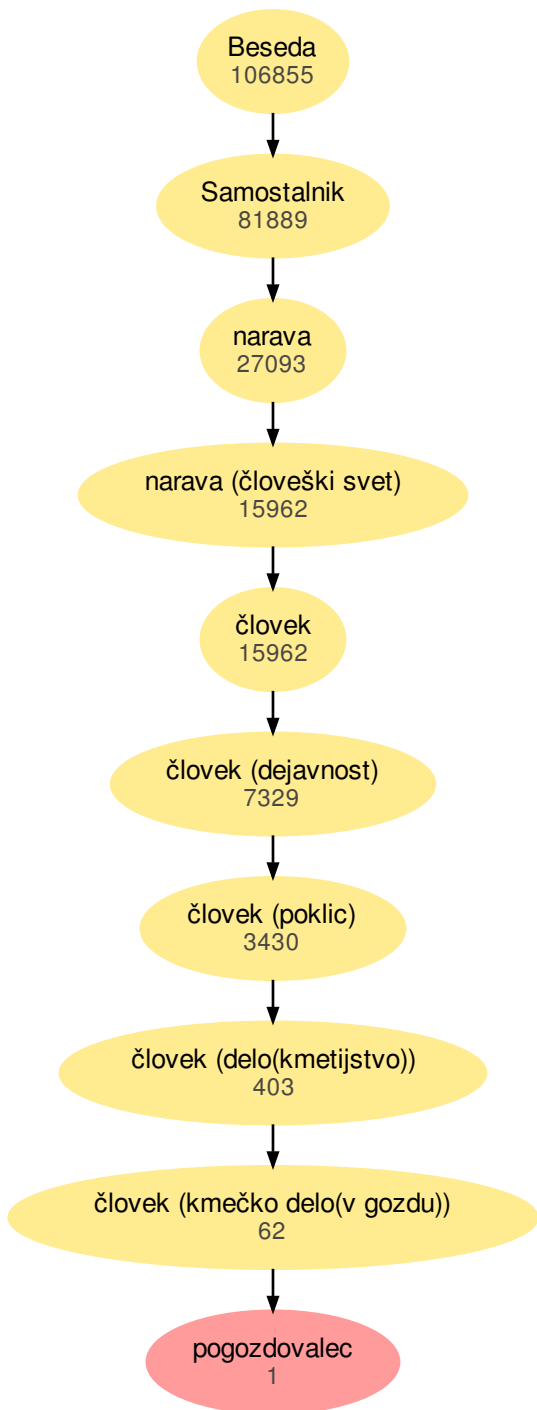 Beseda
106855
Samostalnik
81889
narava
27093
narava (človeški svet)
15962
človek
15962
človek (dejavnost)
7329
človek (poklic)
3430
človek (delo(kmetijstvo))
403
človek (kmečko delo(v gozdu))
62
pogozdovalec
1